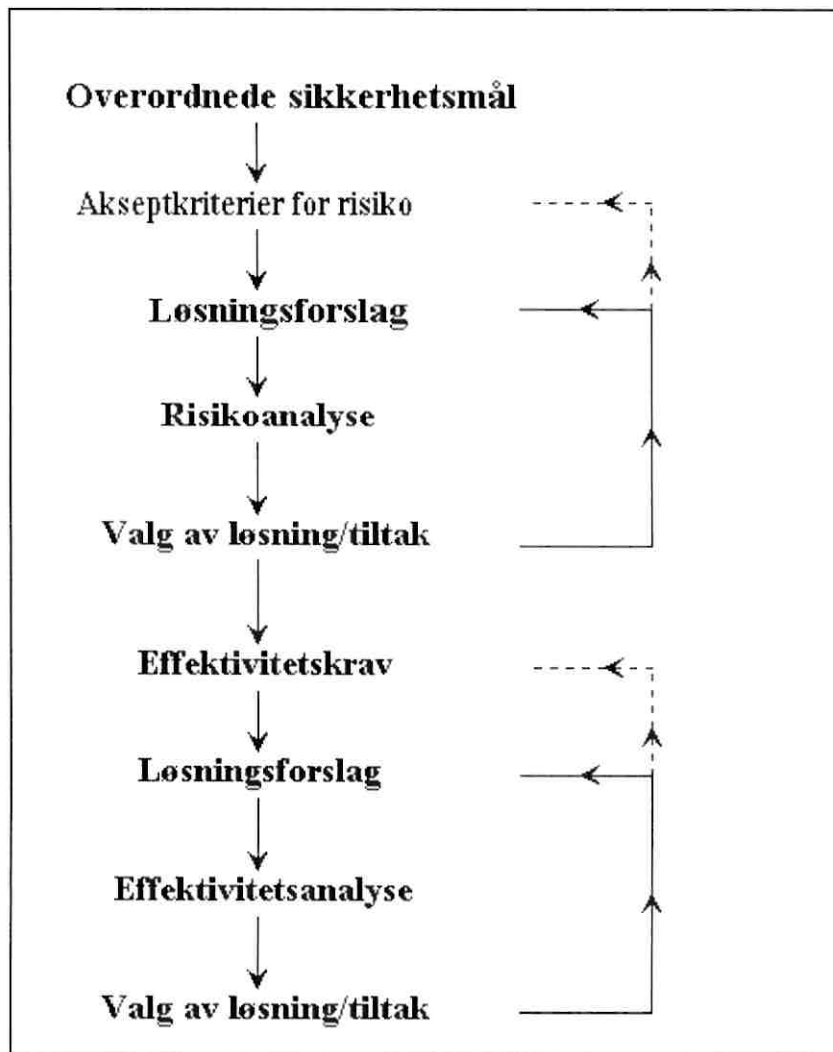 Overordnede sikkerhetsmål
Akseptkriterier for risiko
Løsningsforslag
Risikoanalyse
Valg av løsning/tiltak
Effektivitetskrav
Løsningsforslag
Effektivitetsanalyse
Valg av løsning/tiltak